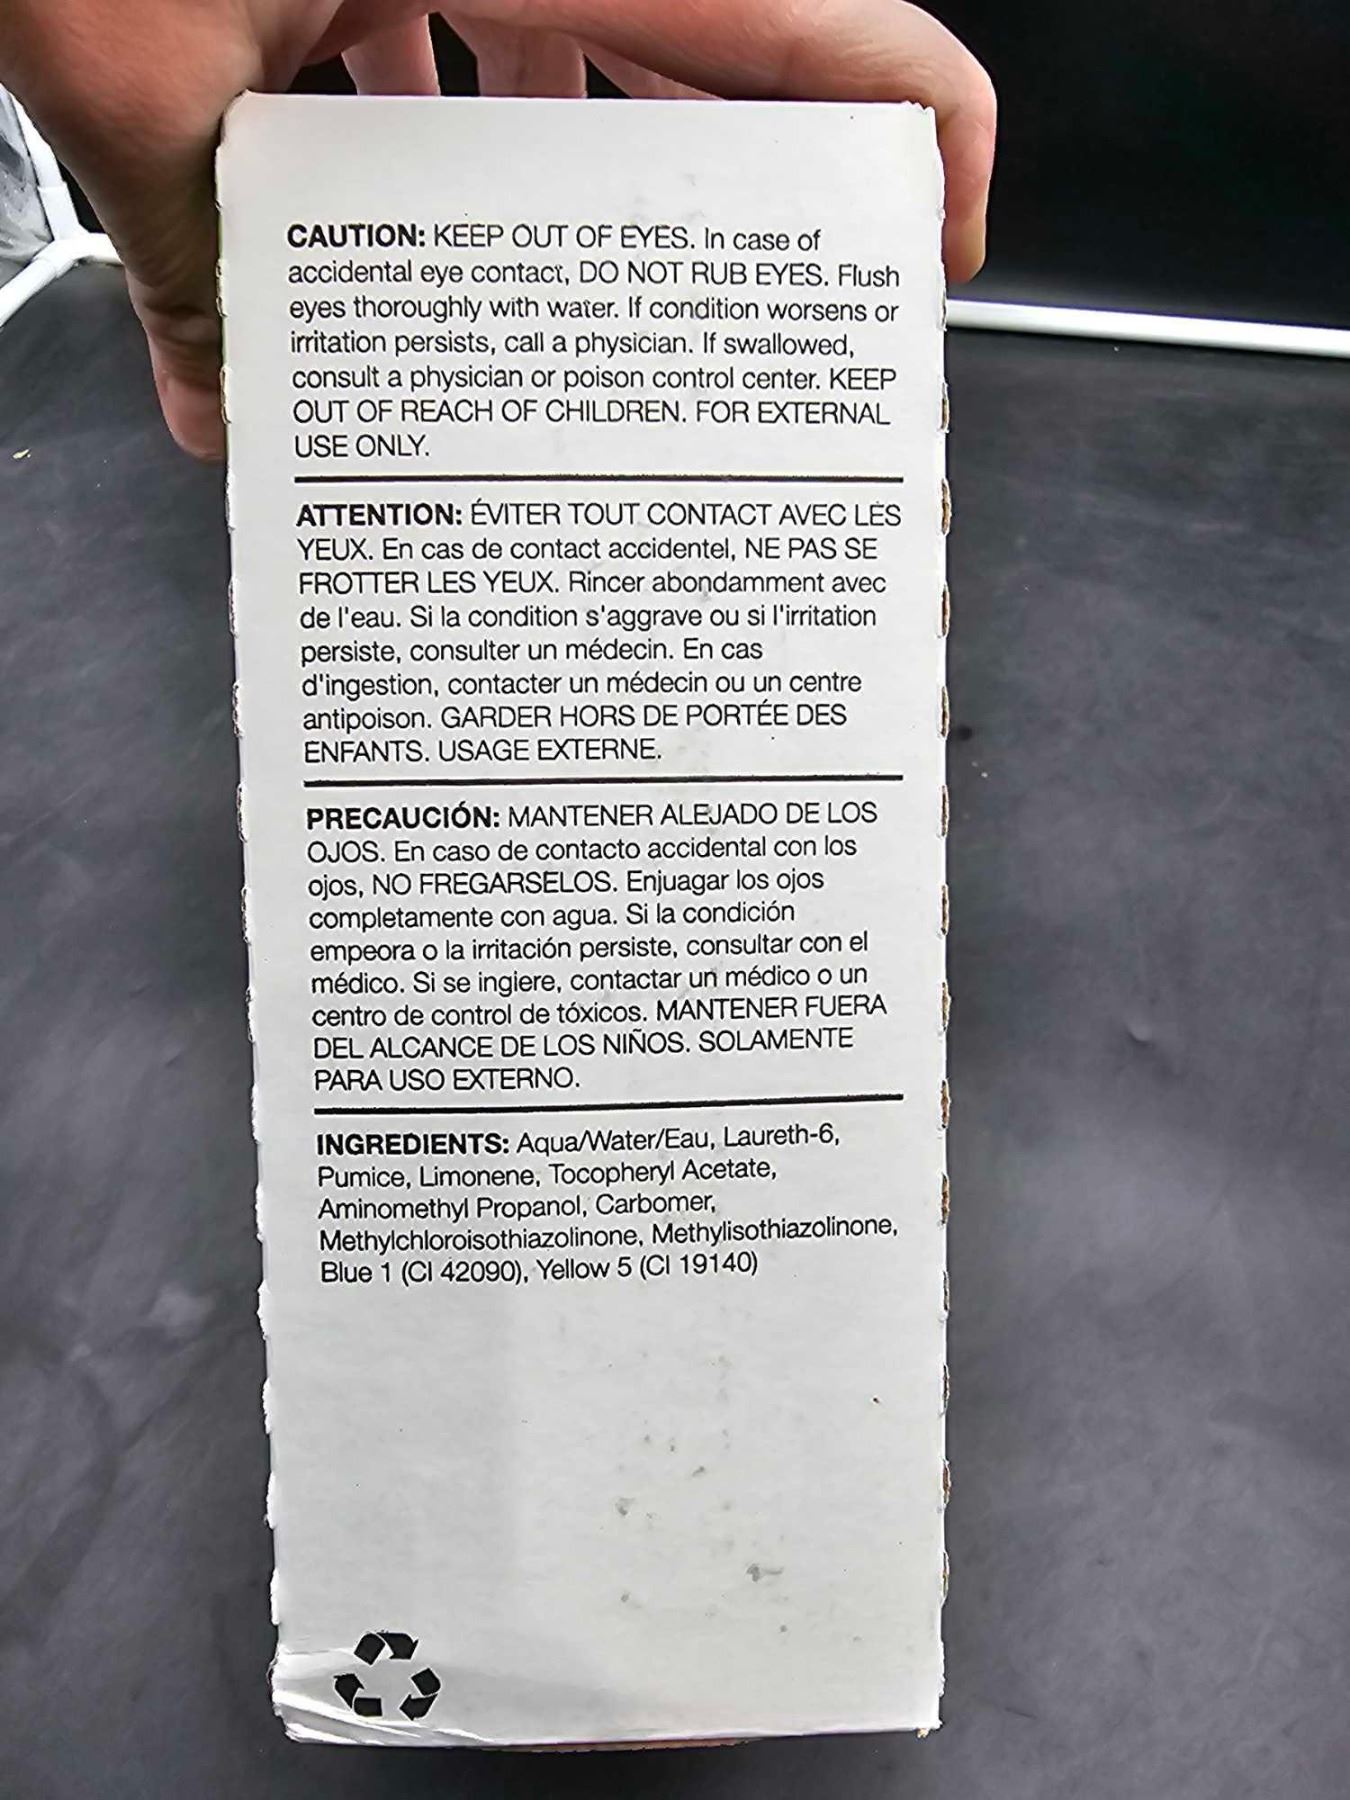 CAUTION: KEEP OUT OF EYES. In case of
accidental eye contact, DO NOT RUB EYES. Flush
eyes thoroughly with water. If condition worsens or
irritation persists, call a physician. If swallowed,
consult a physician or poison control center. KEEP
OUT OF REACH OF CHILDREN. FOR EXTERNAL
USE ONLY.
ATTENTION: ÉVITER TOUT CONTACT AVEC LES
YEUX. En cas de contact accidentel, NE PAS SE
FROTTER LES YEUX. Rincer abondamment avec
de l'eau. Si la condition s'aggrave ou si l'irritation
persiste, consulter un médecin. En cas
d'ingestion, contacter un médecin ou un centre
antipoison. GARDER HORS DE PORTÉE DES
ENFANTS. USAGE EXTERNE.
PRECAUCIÓN: MANTENER ALEJADO DE LOS
OJOS. En caso de contacto accidental con los
ojos, NO FREGARSELOS. Enjuagar los ojos
completamente con agua. Si la condición
empeora o la irritación persiste, consultar con el
médico. Si se ingiere, contactar un médico o un
centro de control de tóxicos. MANTENER FUERA
DEL ALCANCE DE LOS NIÑOS. SOLAMENTE
PARA USO EXTERNO.
INGREDIENTS: Aqua/Water/Eau, Laureth-6,
Pumice, Limonene, Tocopheryl Acetate,
Aminomethyl Propanol, Carbomer,
Methylchloroisothiazolinone, Methylisothiazolinone,
Blue 1 (CI 42090), Yellow 5 (CI 19140)